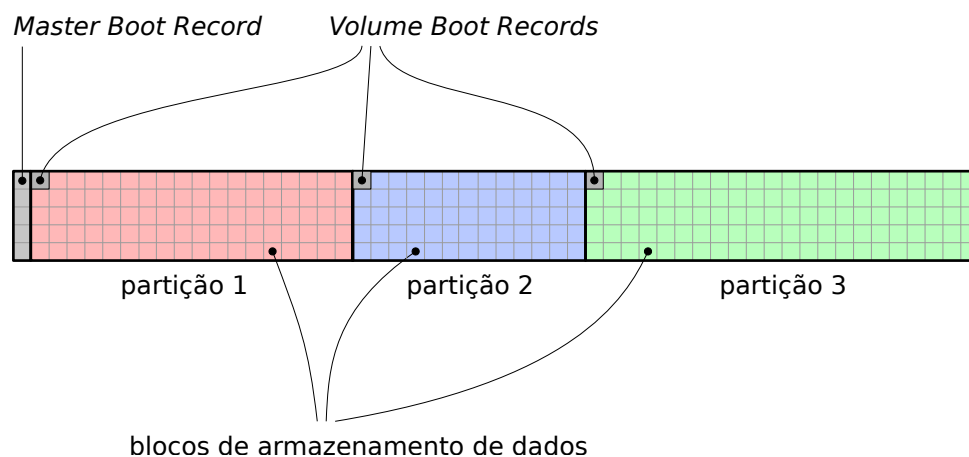 Master Boot Record
Volume Boot Records
partição 1
partição 2
partição 3
blocos de armazenamento de dados